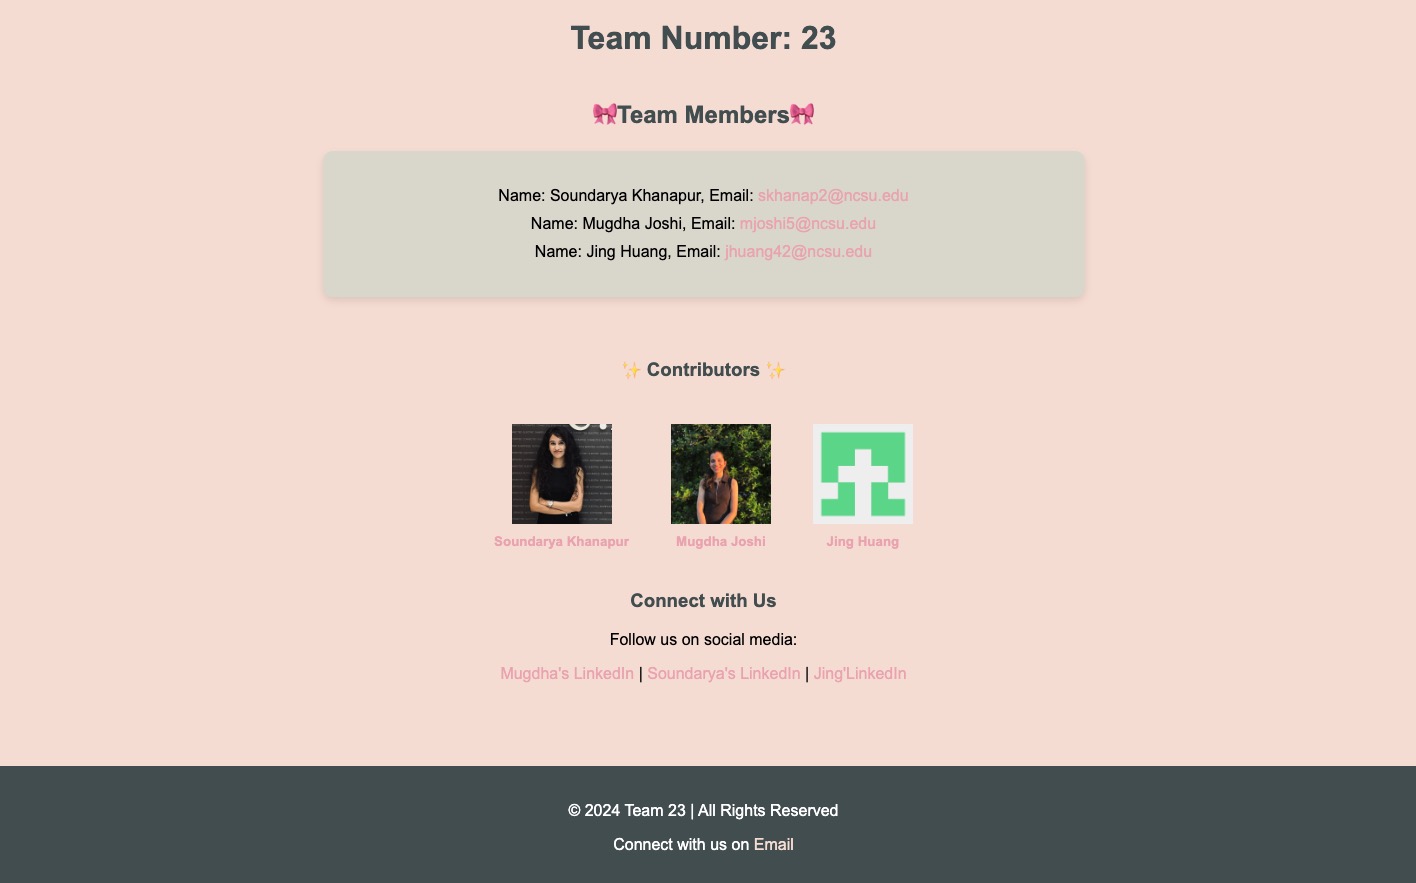 Team Number: 23
🎀Team Members🎀
Name: Soundarya Khanapur, Email: skhanap2@ncsu.edu
Name: Mugdha Joshi, Email: mjoshi5@ncsu.edu
Name: Jing Huang, Email: jhuang42@ncsu.edu
✨ Contributors ✨
Soundarya Khanapur Mugdha Joshi Jing Huang
Connect with Us
Follow us on social media:
Mugdha's LinkedIn | Soundarya's LinkedIn | Jing'LinkedIn
© 2024 Team 23 | All Rights Reserved
Connect with us on Email